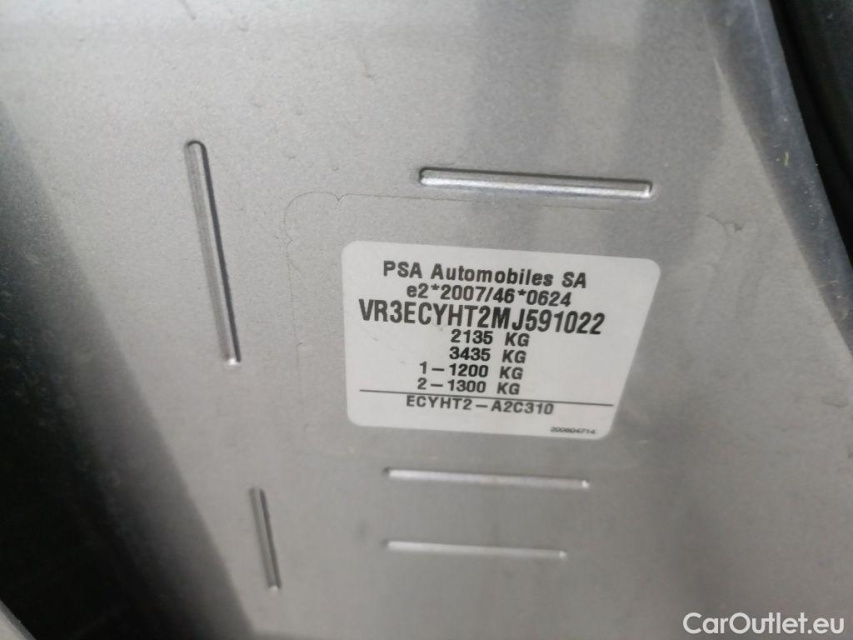 PSA Automobiles SA
e2*2007/46*0624
VR3ECYHT2MJ591022
2135 KG
3435 KG
1-1200 KG
2-1300 KG
ECYHT2-A2C310
CarOutlet.eu